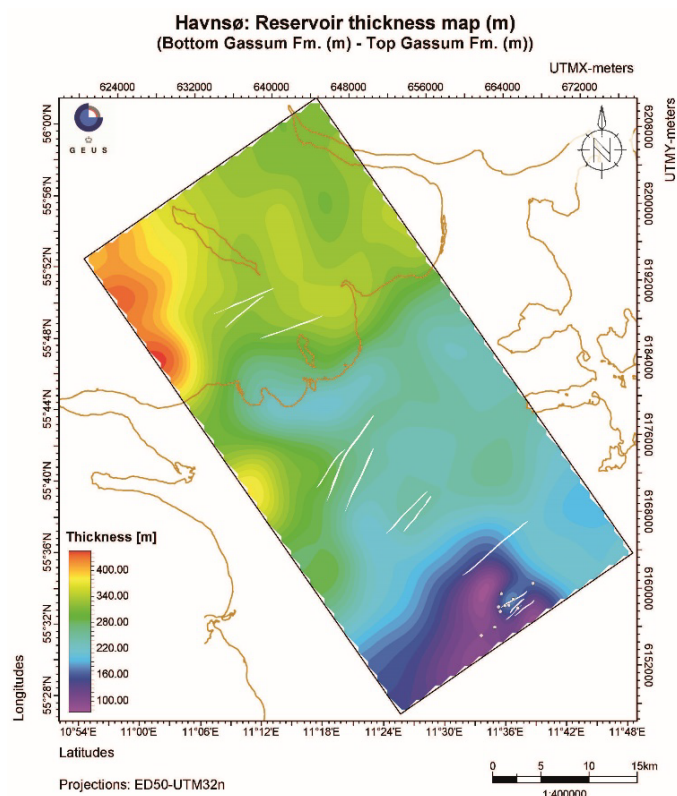 Havnsø: Reservoir thickness map (m)
(Bottom Gassum Fm. (m) - Top Gassum Fm. (m))
UTMX-meters
624000 632000 640000 648000 656000 664000 672000
GEUS
N
UTMY-meters
6208000
6200000
6192000
6184000
6176000
6168000
6160000
6152000
56°00'N
55°56'N
55°52'N
55°48'N
55°44'N
55°40'N
55°36'N
55°32'N
55°28'N
Thickness [m]
400.00
340.00
280.00
220.00
160.00
100.00
Longitudes
10°54'E 11°00'E 11°06'E 11°12'E 11°18'E 11°24'E 11°30'E 11°36'E 11°42'E 11°48'E
Latitudes
Projections: ED50-UTM32n
0 5 10 15km
1:400000